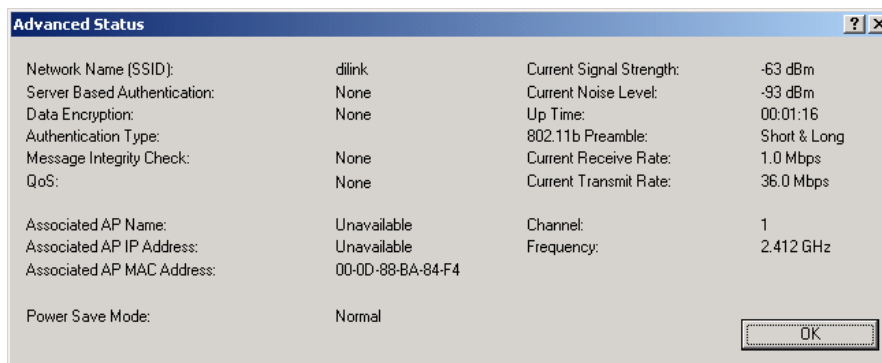 Advanced Status
Network Name (SSID): dilink Current Signal Strength: -63 dBm
Server Based Authentication: None Current Noise Level: -93 dBm
Data Encryption: None Up Time: 00:01:16
Authentication Type: 802.11b Preamble: Short & Long
Message Integrity Check: None Current Receive Rate: 1.0 Mbps
QoS: None Current Transmit Rate: 36.0 Mbps
Associated AP Name: Unavailable Channel: 1
Associated AP IP Address: Unavailable Frequency: 2.412 GHz
Associated AP MAC Address: 00-0D-88-BA-84-F4
Power Save Mode: Normal
OK